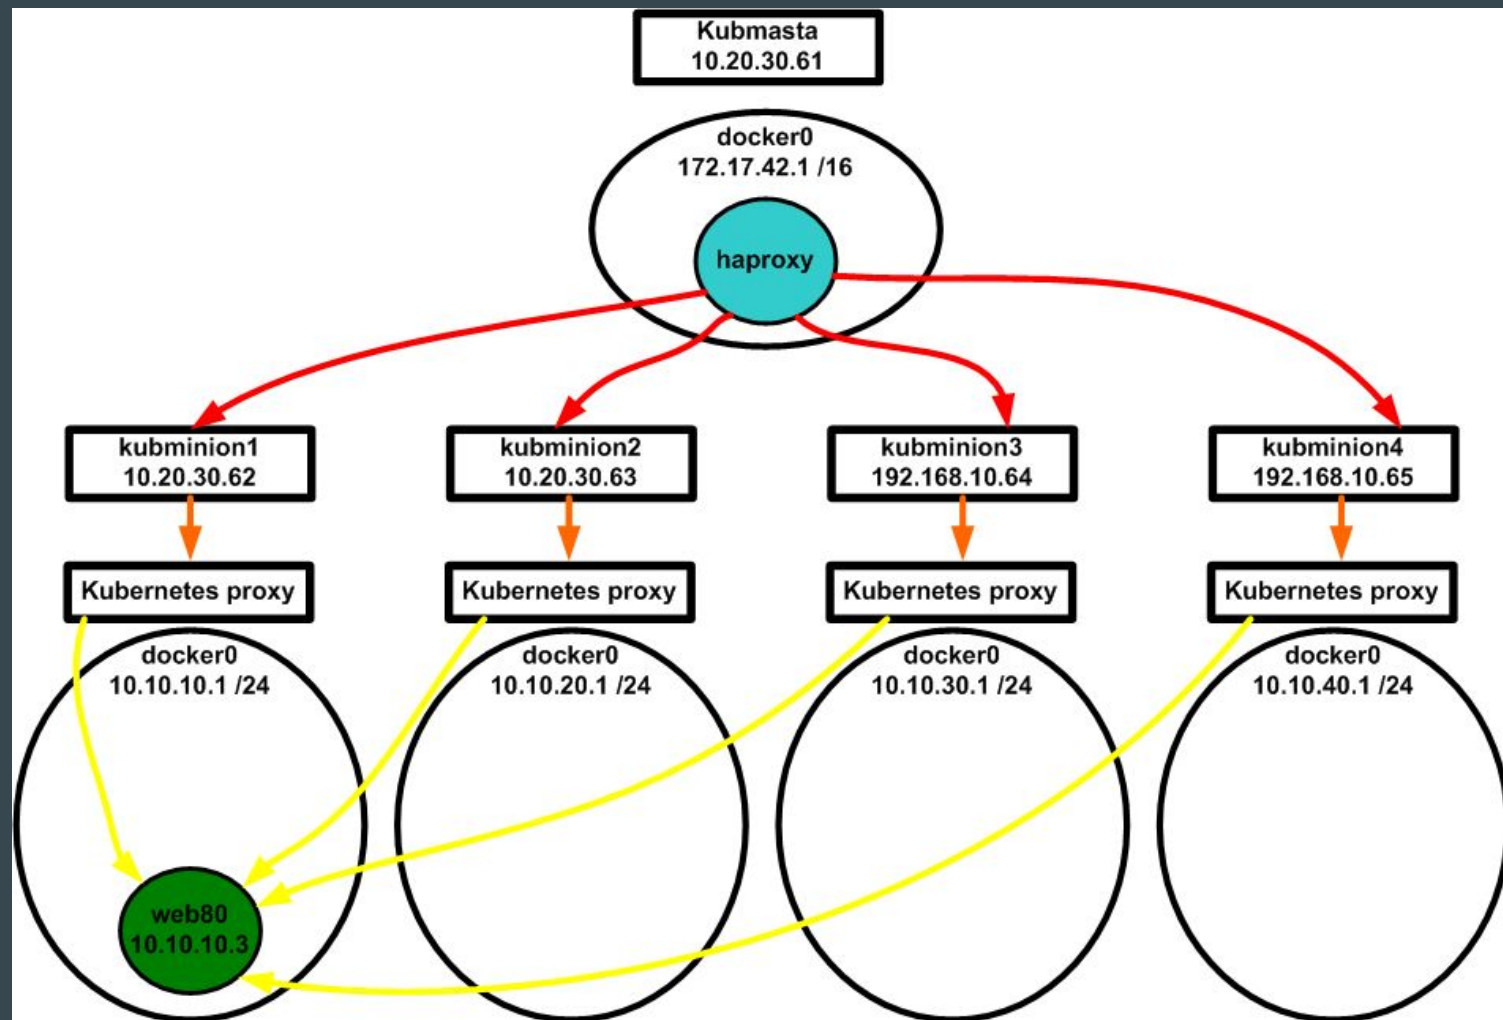 Kubmasta
10.20.30.61
docker0
172.17.42.1 /16
haproxy
kubminion1
10.20.30.62
kubminion2
10.20.30.63
kubminion3
192.168.10.64
kubminion4
192.168.10.65
Kubernetes proxy
Kubernetes proxy
Kubernetes proxy
Kubernetes proxy
docker0
10.10.10.1 /24
docker0
10.10.20.1 /24
docker0
10.10.30.1 /24
docker0
10.10.40.1 /24
web80
10.10.10.3